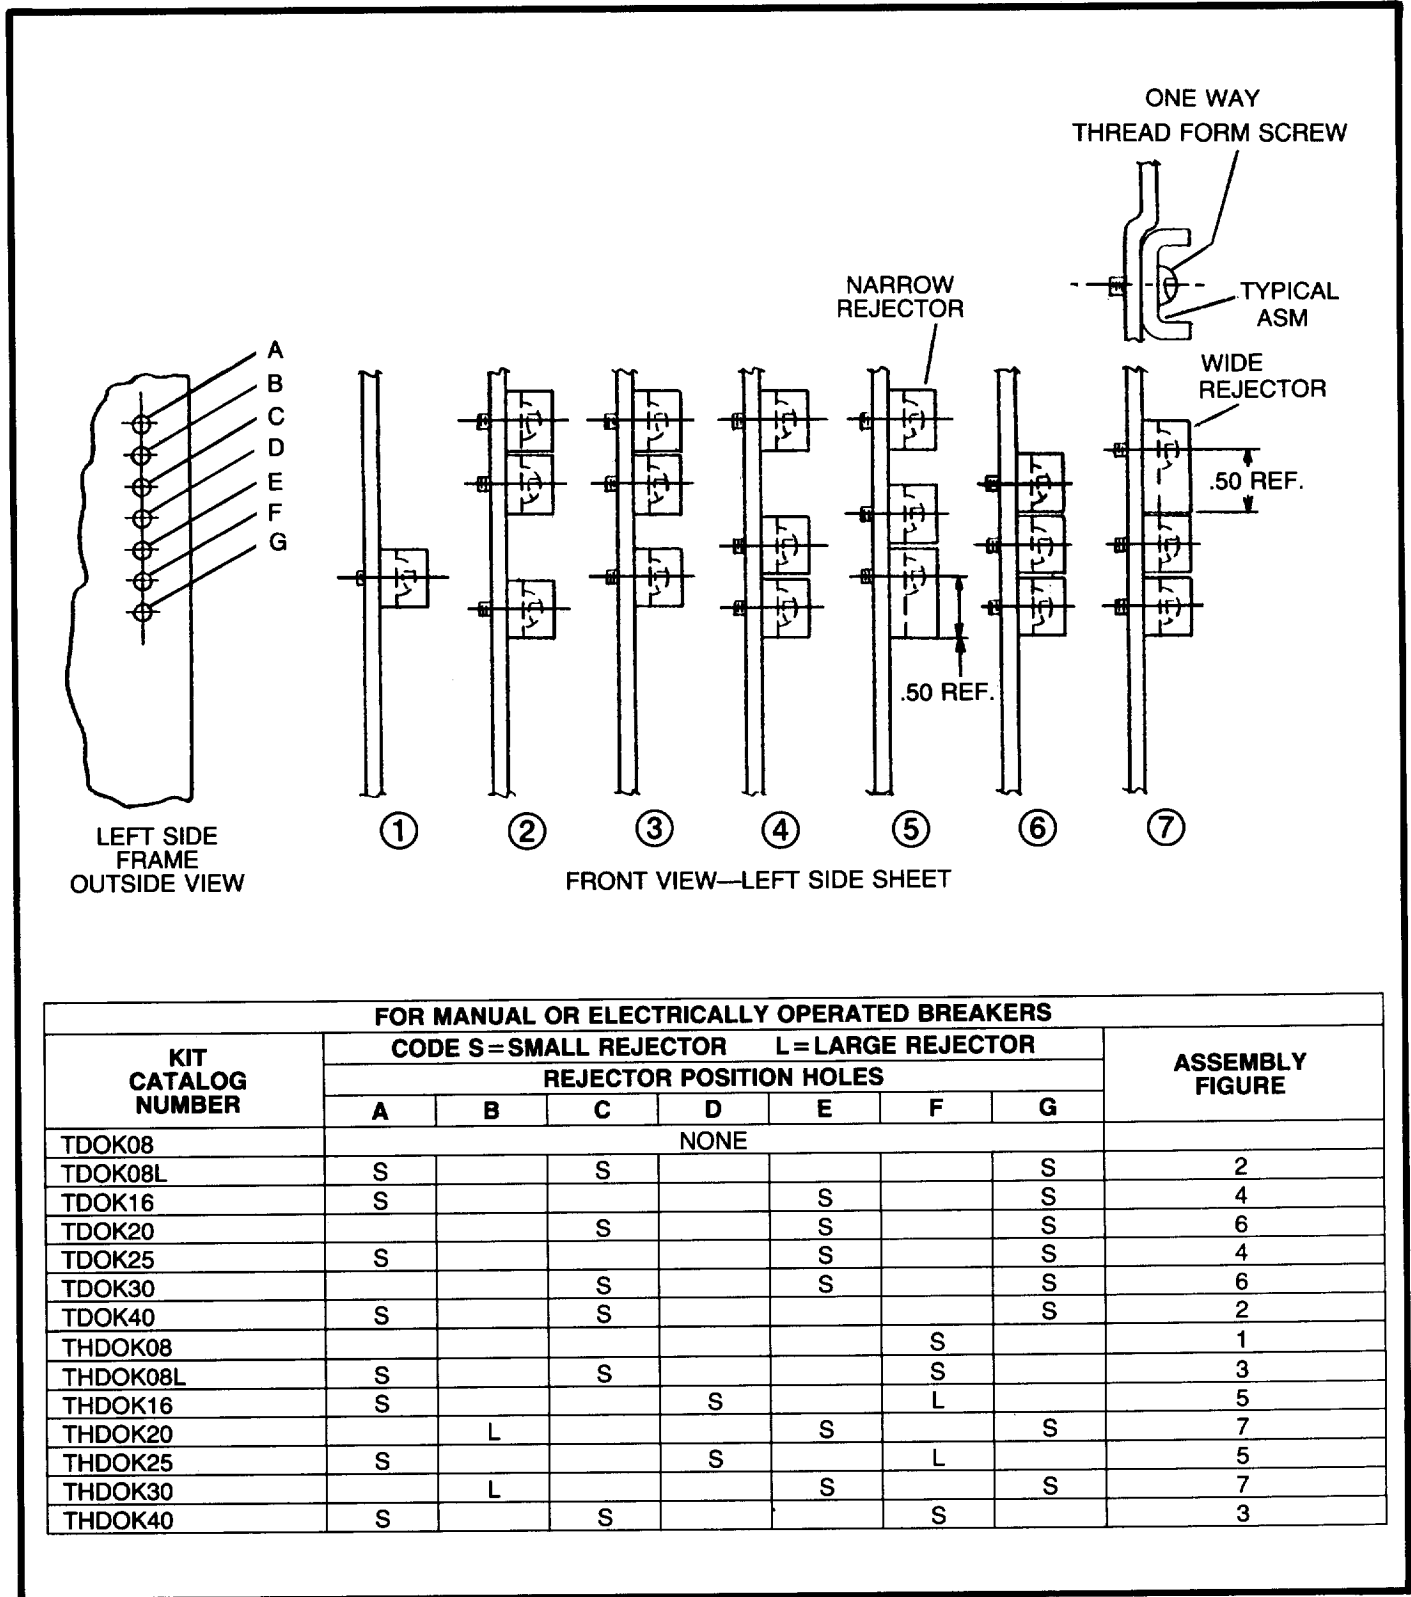 ONE WAY
THREAD FORM SCREW
NARROW
REJECTOR
TYPICAL
ASM
WIDE
REJECTOR
A
B
C
D
E
F
G
.50 REF.
.50 REF.
1 2 3 4 5 6 7
LEFT SIDE
FRAME
OUTSIDE VIEW
FRONT VIEW—LEFT SIDE SHEET
FOR MANUAL OR ELECTRICALLY OPERATED BREAKERS
KIT
CATALOG
NUMBER
CODE S=SMALL REJECTOR L=LARGE REJECTOR
REJECTOR POSITION HOLES
A B C D E F G
ASSEMBLY
FIGURE
TDOK08 NONE
TDOK08L S S S 2
TDOK16 S S S 4
TDOK20 S S S 6
TDOK25 S S S 4
TDOK30 S S S 6
TDOK40 S S S 2
THDOK08 S 1
THDOK08L S S S 3
THDOK16 S S L 5
THDOK20 L S S 7
THDOK25 S S L 5
THDOK30 L S S 7
THDOK40 S S S 3